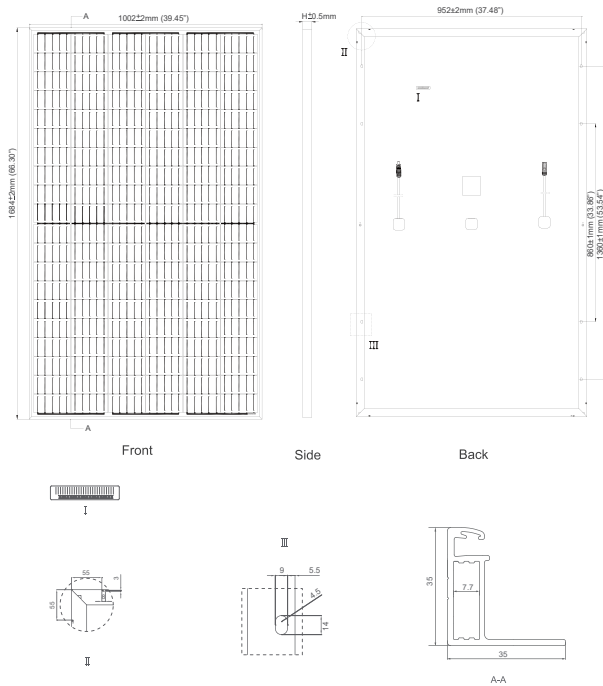 A
1002±2mm (39.45")
1684±2mm (66.30")
A
Front
H±0.5mm
Side
952±2mm (37.48")
II
I
860±1mm (33.86")
1360±1mm (53.54")
III
Back
I
55
3
55
II
III
9
5.5
4.5
14
35
7.7
35
A-A